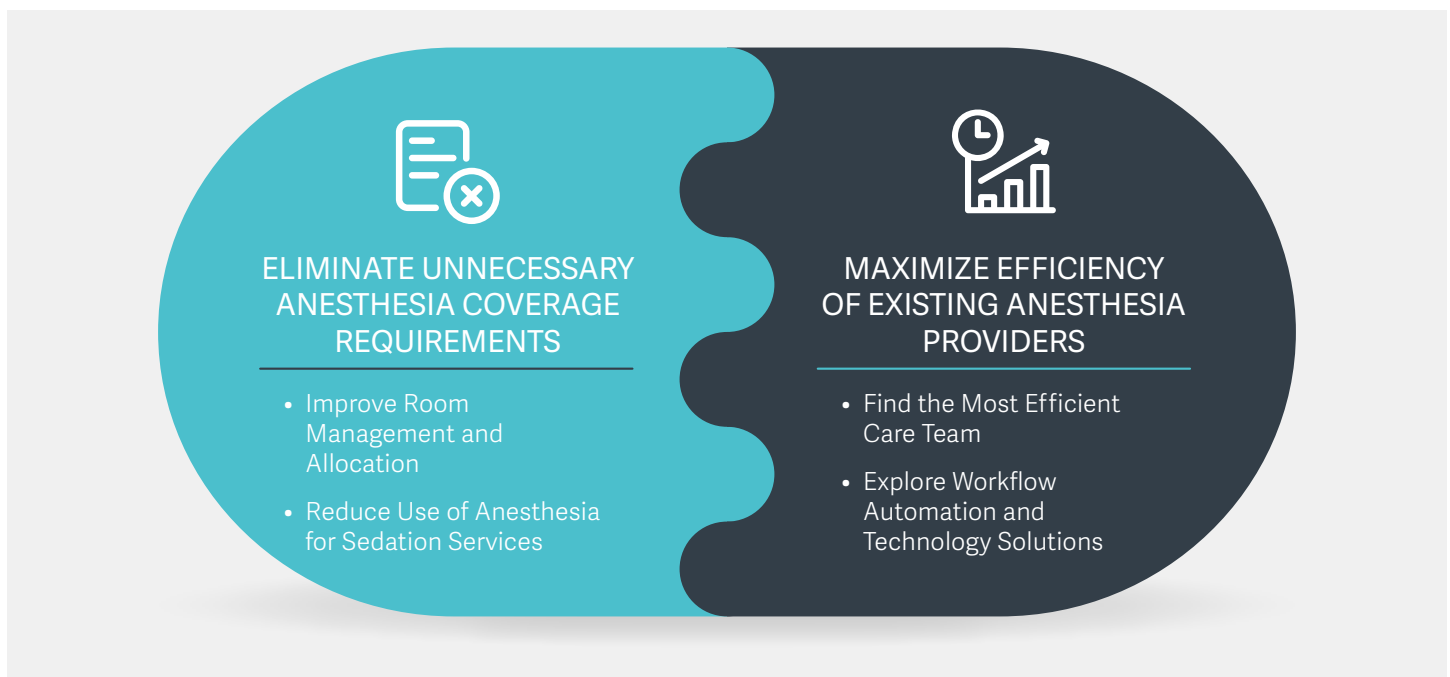 ELIMINATE UNNECESSARY
ANESTHESIA COVERAGE
REQUIREMENTS
• Improve Room
Management and
Allocation
• Reduce Use of Anesthesia
for Sedation Services
MAXIMIZE EFFICIENCY
OF EXISTING ANESTHESIA
PROVIDERS
• Find the Most Efficient
Care Team
• Explore Workflow
Automation and
Technology Solutions